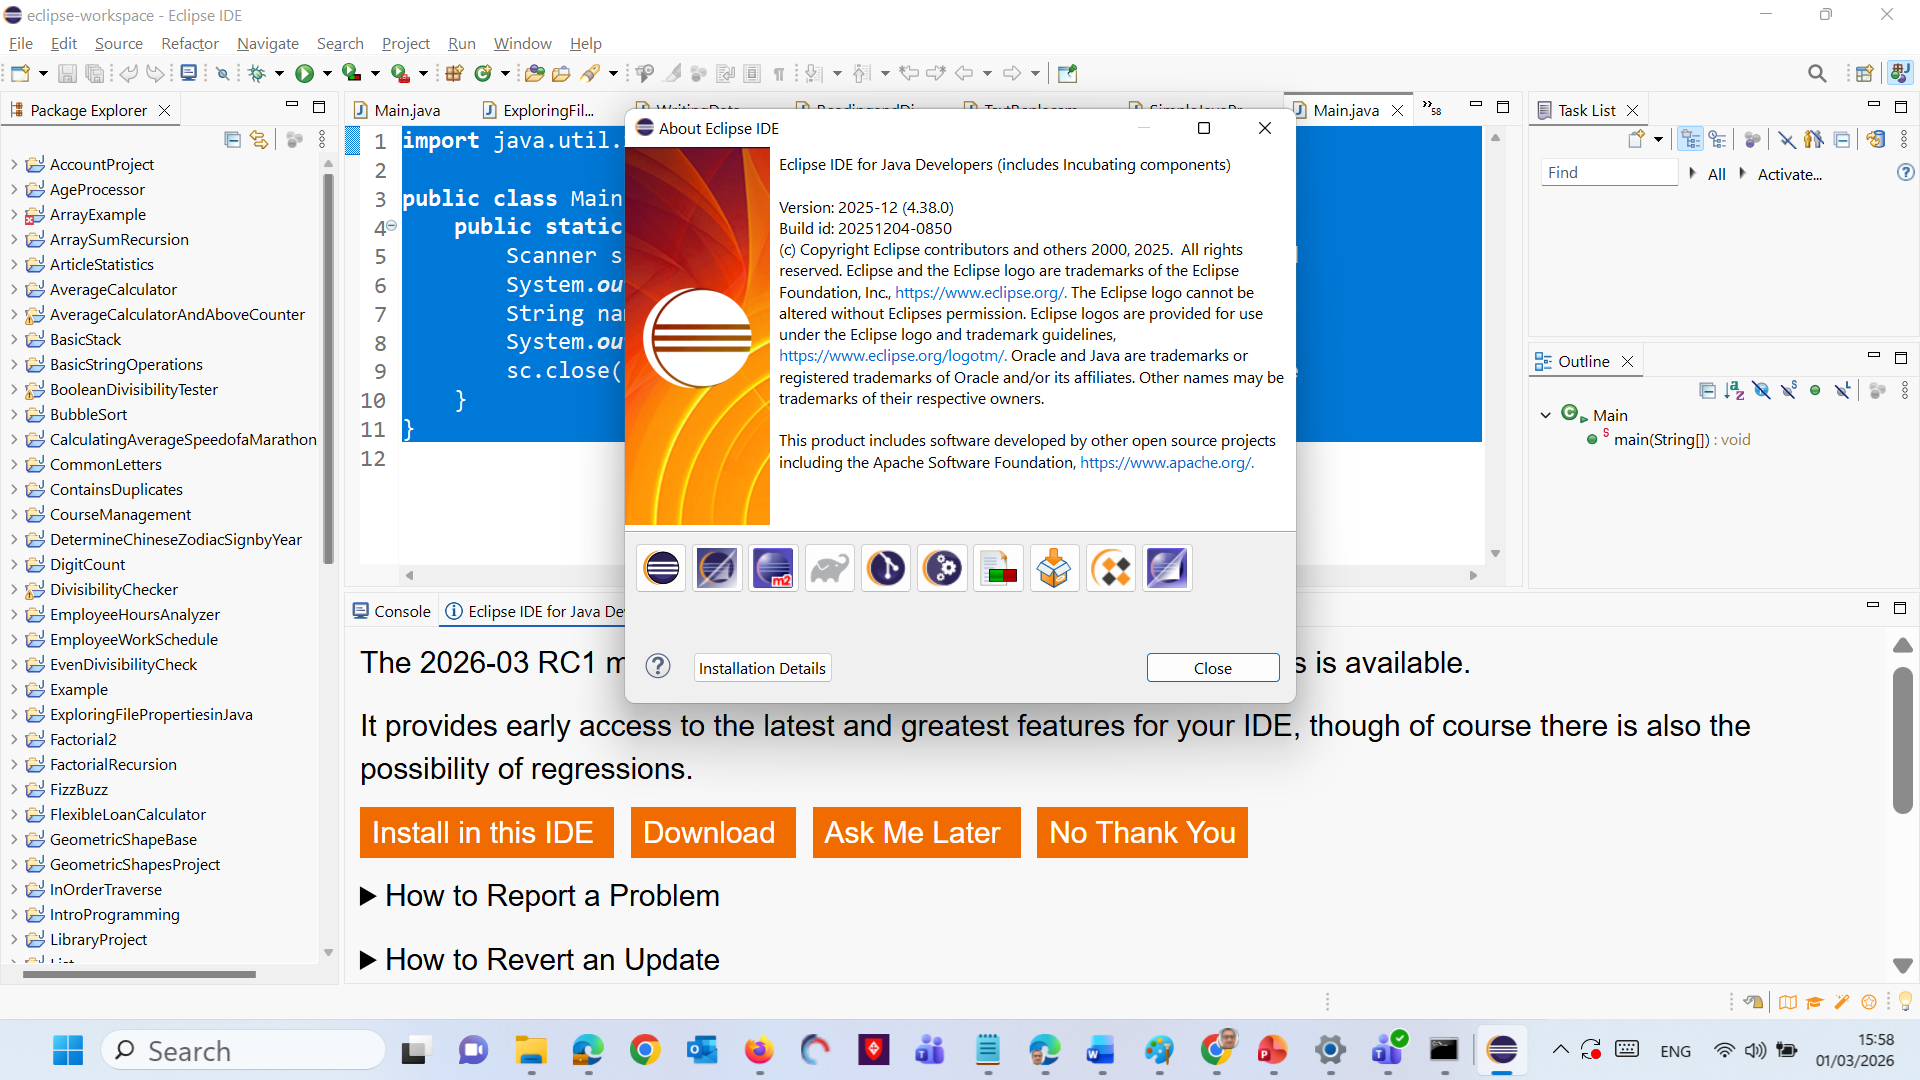 eclipse-workspace - Eclipse IDE
File Edit Source Refactor Navigate Search Project Run Window Help
Package Explorer
AccountProject
AgeProcessor
ArrayExample
ArraySumRecursion
ArticleStatistics
AverageCalculator
AverageCalculatorAndAboveCounter
BasicStack
BasicStringOperations
BooleanDivisibilityTester
BubbleSort
CalculatingAverageSpeedofaMarathon
CommonLetters
ContainsDuplicates
CourseManagement
DetermineChineseZodiacSignbyYear
DigitCount
DivisibilityChecker
EmployeeHoursAnalyzer
EmployeeWorkSchedule
EvenDivisibilityCheck
Example
ExploringFilePropertiesinJava
Factorial2
FactorialRecursion
FizzBuzz
FlexibleLoanCalculator
GeometricShapeBase
GeometricShapesProject
InOrderTraverse
IntroProgramming
LibraryProject
Main.java ExploringFil... Main.java 58
1 import java.util.
2
3 public class Main
4 public static
5 Scanner s
6 System.ou
7 String na
8 System.ou
9 sc.close(
10 }
11 }
12
About Eclipse IDE
Eclipse IDE for Java Developers (includes Incubating components)
Version: 2025-12 (4.38.0)
Build id: 20251204-0850
(c) Copyright Eclipse contributors and others 2000, 2025. All rights
reserved. Eclipse and the Eclipse logo are trademarks of the Eclipse
Foundation, Inc., https://www.eclipse.org/. The Eclipse logo cannot be
altered without Eclipses permission. Eclipse logos are provided for use
under the Eclipse logo and trademark guidelines,
https://www.eclipse.org/logotm/. Oracle and Java are trademarks or
registered trademarks of Oracle and/or its affiliates. Other names may be
trademarks of their respective owners.
This product includes software developed by other open source projects
including the Apache Software Foundation, https://www.apache.org/.
m2
Installation Details
Close
Task List
Find All Activate...
Outline
Main
main(String[]) : void
Console Eclipse IDE for Java De
The 2026-03 RC1 m s is available.
It provides early access to the latest and greatest features for your IDE, though of course there is also the
possibility of regressions.
Install in this IDE Download Ask Me Later No Thank You
How to Report a Problem
How to Revert an Update
Search
ENG
15:58
01/03/2026